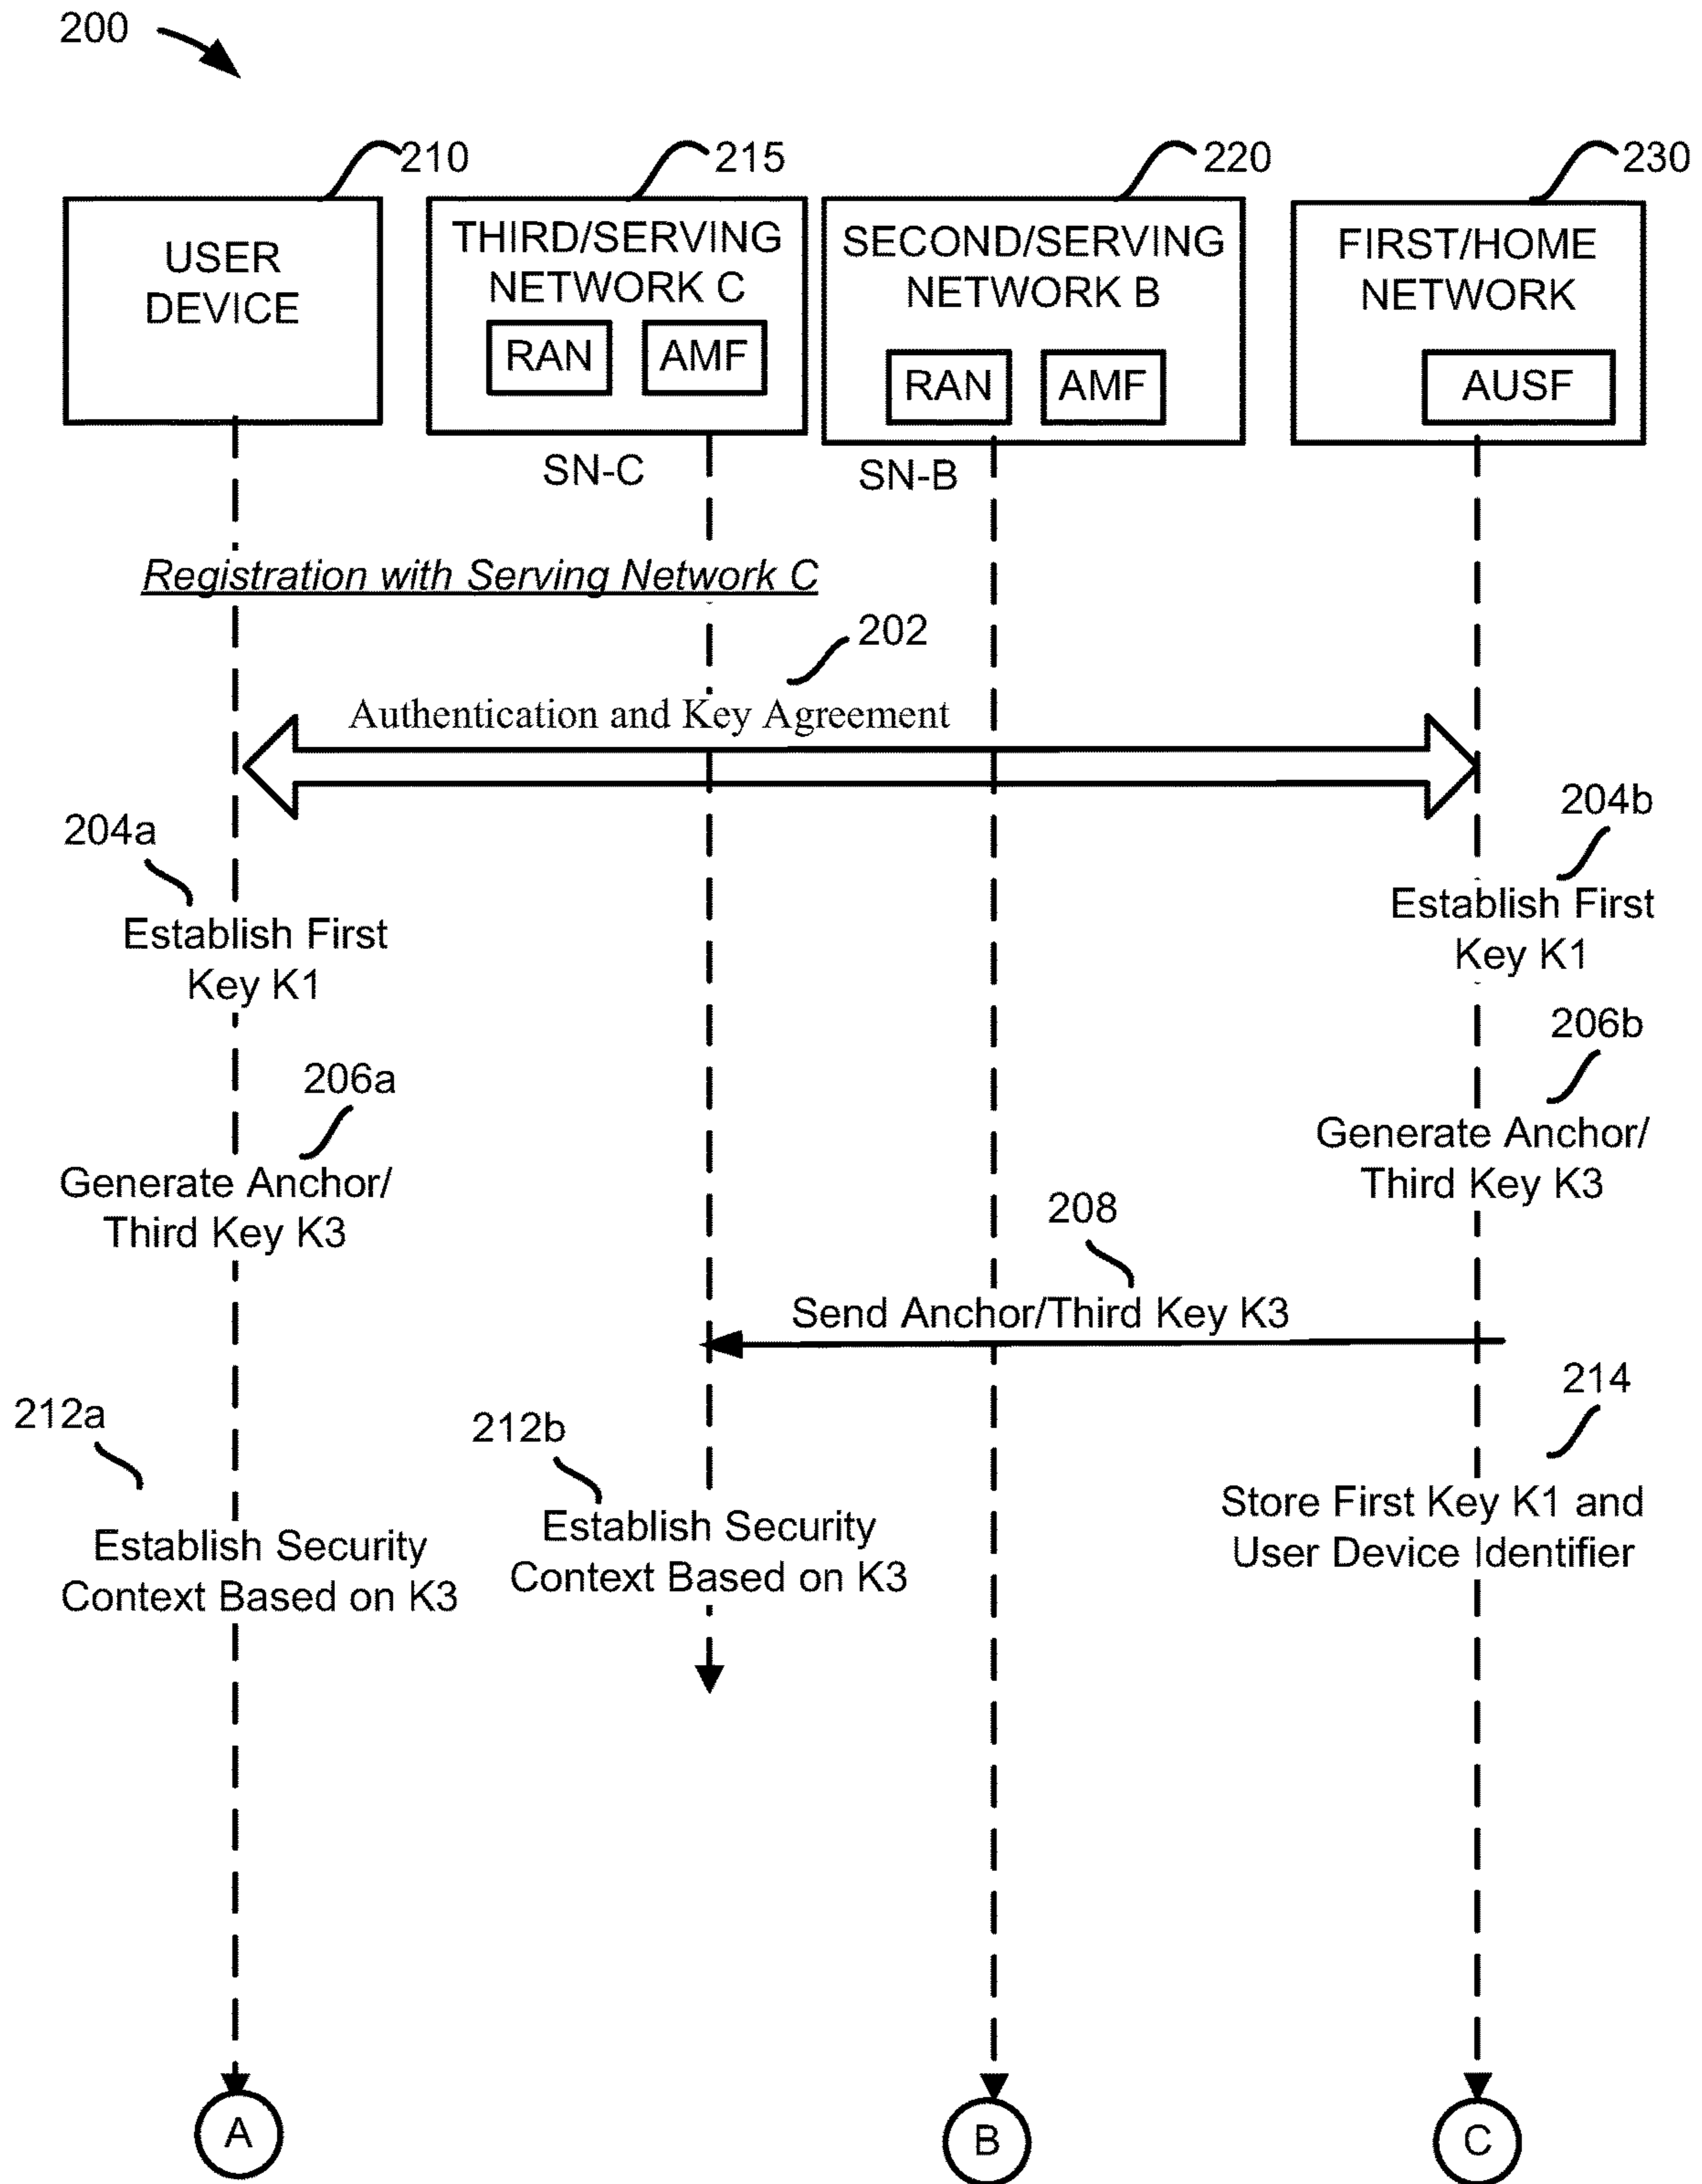 200
210
215
220
230
USER
DEVICE
THIRD/SERVING
NETWORK C
RAN
AMF
SECOND/SERVING
NETWORK B
RAN
AMF
FIRST/HOME
NETWORK
AUSF
SN-C
SN-B
Registration with Serving Network C
202
Authentication and Key Agreement
204a
204b
Establish First
Key K1
Establish First
Key K1
206a
206b
Generate Anchor/
Third Key K3
Generate Anchor/
Third Key K3
208
Send Anchor/Third Key K3
212a
212b
214
Establish Security
Context Based on K3
Establish Security
Context Based on K3
Store First Key K1 and
User Device Identifier
A
B
C